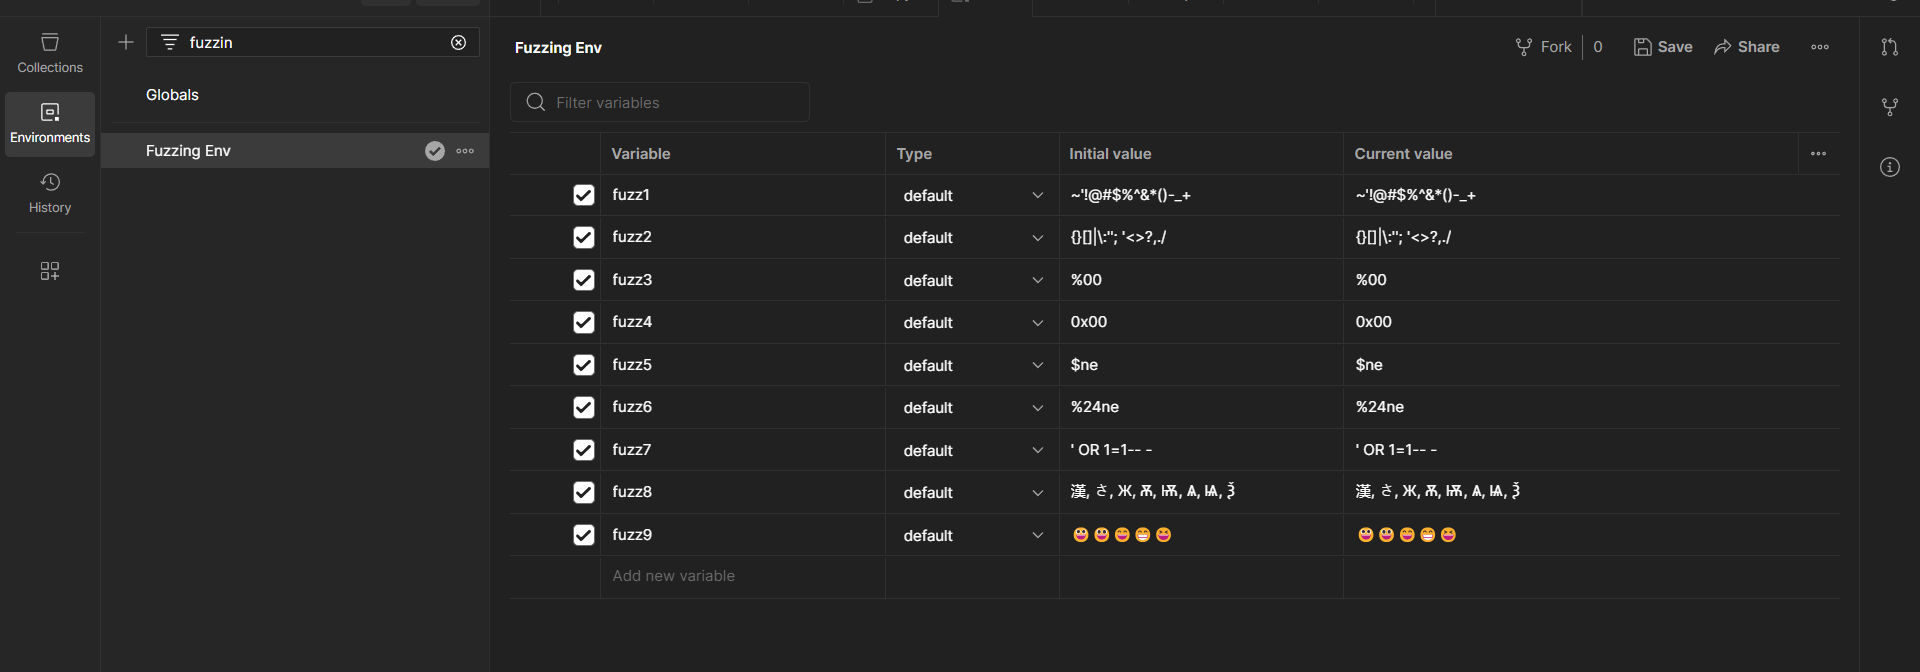 fuzzin
Collections
Globals
Environments
Fuzzing Env
History
Fuzzing Env
Fork 0 Save Share
Filter variables
Variable Type Initial value Current value
fuzz1 default ~'!@#$%^&*()-_+ ~'!@#$%^&*()-_+
fuzz2 default {}[]|\:"; '<>?,./ {}[]|\:"; '<>?,./
fuzz3 default %00 %00
fuzz4 default 0x00 0x00
fuzz5 default $ne $ne
fuzz6 default %24ne %24ne
fuzz7 default ' OR 1=1-- - ' OR 1=1-- -
fuzz8 default 漢, さ, Ж, Ѫ, Ѭ, Ѧ, Ѩ, Ѯ 漢, さ, Ж, Ѫ, Ѭ, Ѧ, Ѩ, Ѯ
fuzz9 default 😀 😃 😄 😁 😆 😀 😃 😄 😁 😆
Add new variable